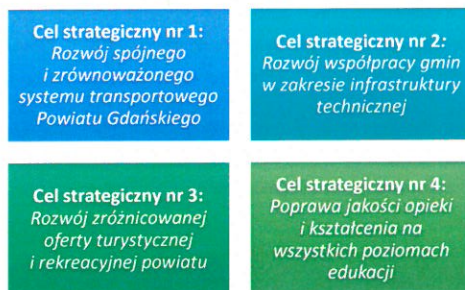 Cel strategiczny nr 1:
Rozwój spójnego
i zrównoważonego
systemu transportowego
Powiatu Gdańskiego
Cel strategiczny nr 2:
Rozwój współpracy gmin
w zakresie infrastruktury
technicznej
Cel strategiczny nr 3:
Rozwój zróżnicowanej
oferty turystycznej
i rekreacyjnej powiatu
Cel strategiczny nr 4:
Poprawa jakości opieki
i kształcenia na
wszystkich poziomach
edukacji